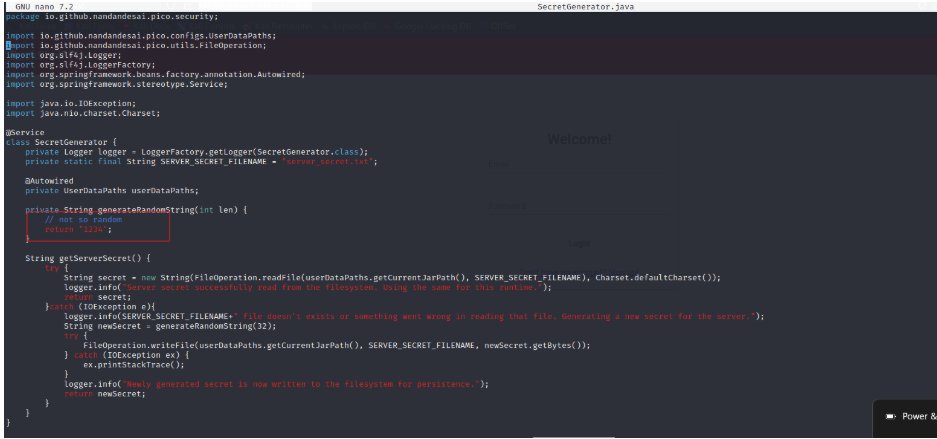 GNU nano 7.2 SecretGenerator.java
package io.github.nandandesai.pico.security;
import io.github.nandandesai.pico.configs.UserDataPaths;
import io.github.nandandesai.pico.utils.FileOperation;
import org.slf4j.Logger;
import org.slf4j.LoggerFactory;
import org.springframework.beans.factory.annotation.Autowired;
import org.springframework.stereotype.Service;
import java.io.IOException;
import java.nio.charset.Charset;
@Service
class SecretGenerator {
private Logger logger = LoggerFactory.getLogger(SecretGenerator.class);
private static final String SERVER_SECRET_FILENAME = "server_secret.txt";
@Autowired
private UserDataPaths userDataPaths;
private String generateRandomString(int len) {
// not so random
return "1234";
}
String getServerSecret() {
try {
String secret = new String(FileOperation.readFile(userDataPaths.getCurrentJarPath(), SERVER_SECRET_FILENAME), Charset.defaultCharset());
logger.info("Server secret successfully read from the filesystem. Using the same for this runtime.");
return secret;
}catch (IOException e){
logger.info(SERVER_SECRET_FILENAME+" file doesn't exists or something went wrong in reading that file. Generating a new secret for the server.");
String newSecret = generateRandomString(32);
try {
FileOperation.writeFile(userDataPaths.getCurrentJarPath(), SERVER_SECRET_FILENAME, newSecret.getBytes());
} catch (IOException ex) {
ex.printStackTrace();
}
logger.info("Newly generated secret is now written to the filesystem for persistence.");
return newSecret;
}
}
}
Welcome!
Login
Power &